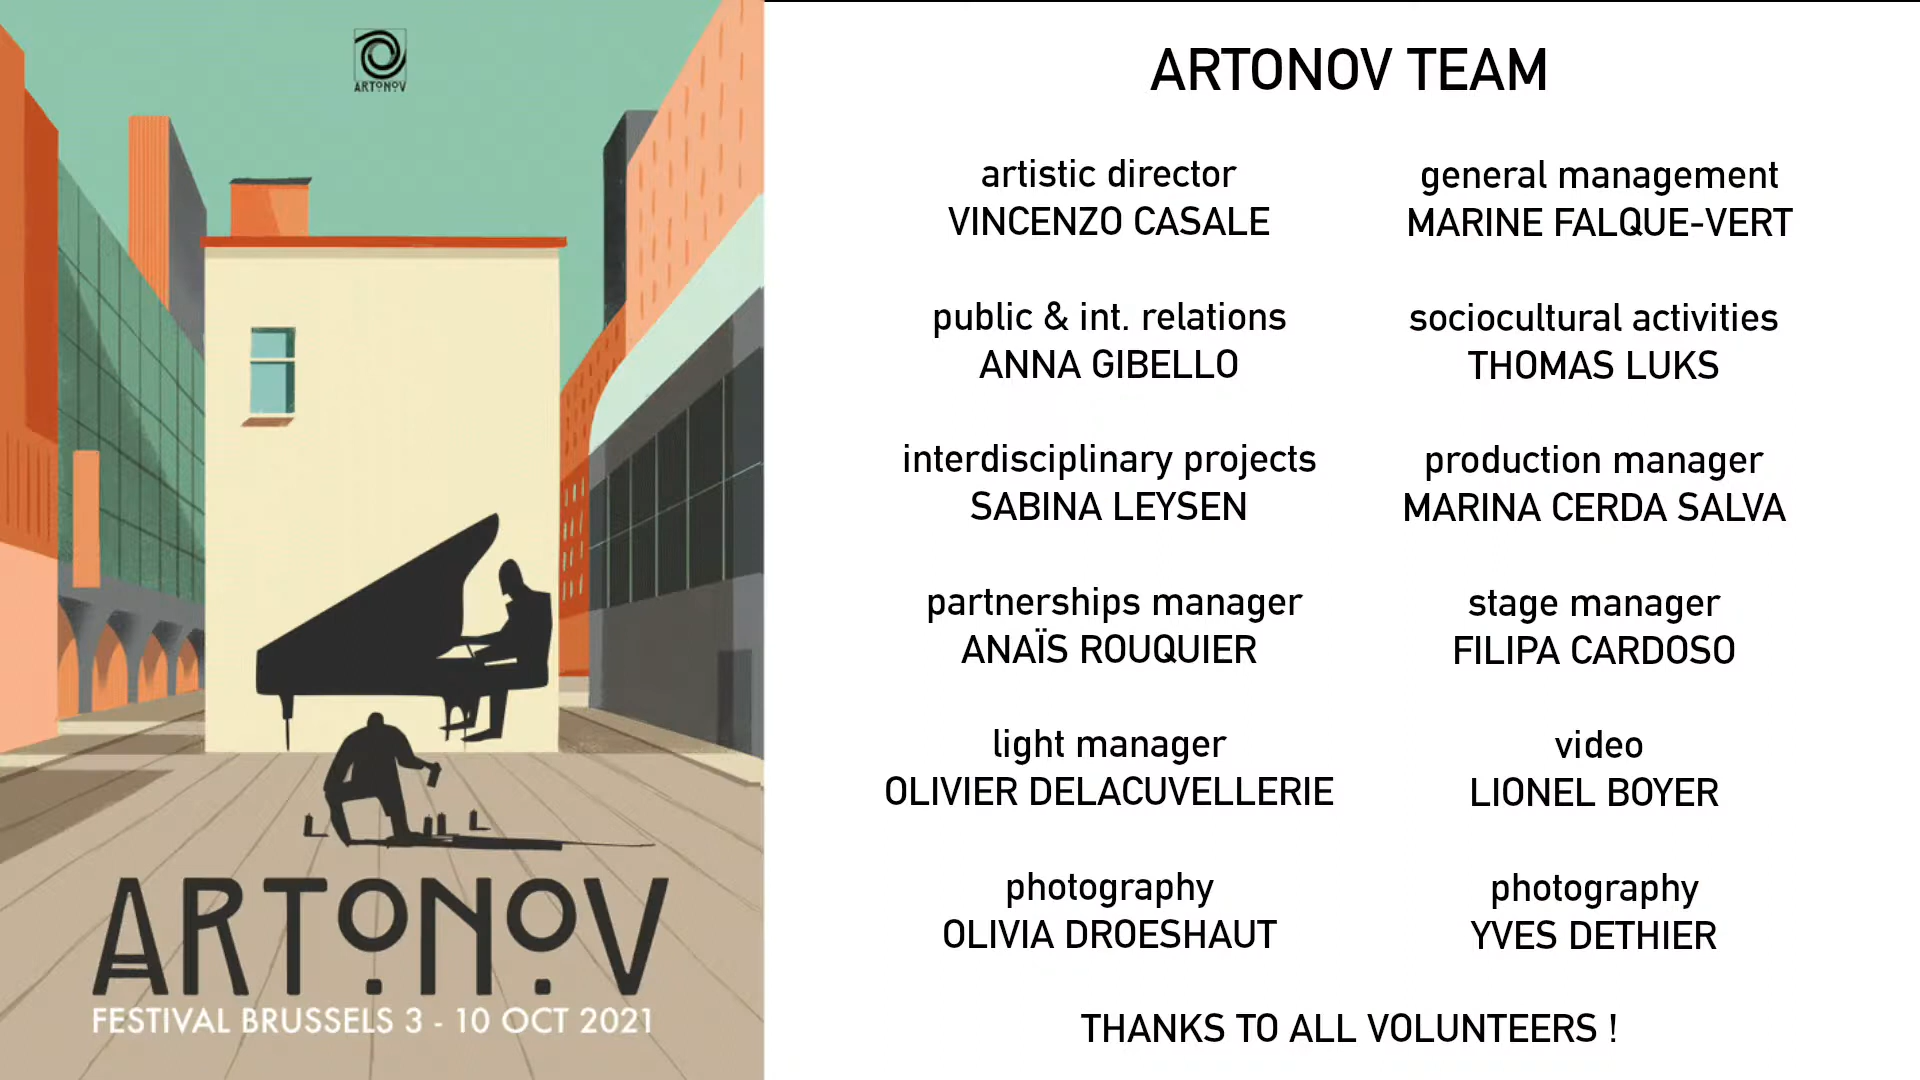 ARTONOV
ARTONOV
FESTIVAL BRUSSELS 3 - 10 OCT 2021
ARTONOV TEAM
artistic director
VINCENZO CASALE
general management
MARINE FALQUE-VERT
public & int. relations
ANNA GIBELLO
sociocultural activities
THOMAS LUKS
interdisciplinary projects
SABINA LEYSEN
production manager
MARINA CERDA SALVA
partnerships manager
ANAÏS ROUQUIER
stage manager
FILIPA CARDOSO
light manager
OLIVIER DELACUVELLERIE
video
LIONEL BOYER
photography
OLIVIA DROESHAUT
photography
YVES DETHIER
THANKS TO ALL VOLUNTEERS !